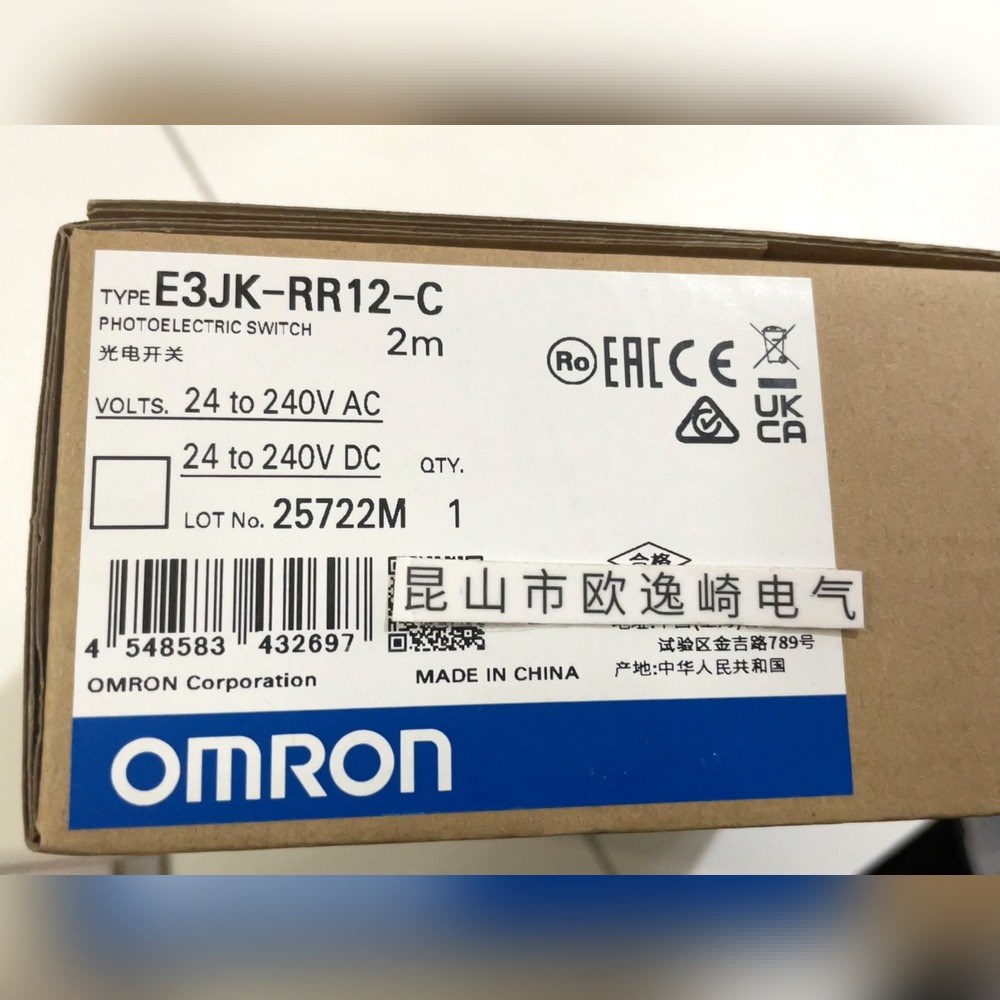 TYPE E3JK-RR12-C
PHOTOELECTRIC SWITCH 2m
光电开关
VOLTS. 24 to 240V AC
24 to 240V DC QTY.
LOT No. 25722M 1
Ro EAC CE
UK
CA
合格
昆山市欧逸崎电气
4 548583 432697
试验区金吉路789号
OMRON Corporation MADE IN CHINA
产地:中华人民共和国
OMRON